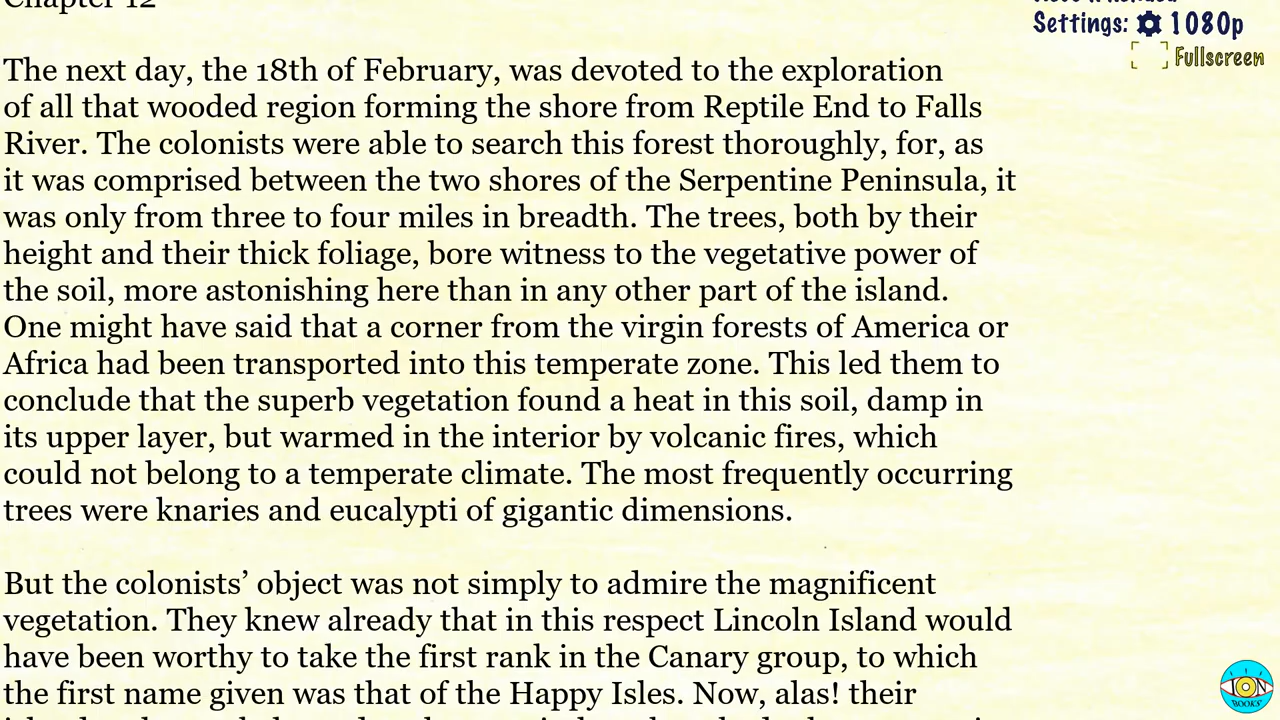 Chapter 12
Settings: 1080p
Fullscreen
The next day, the 18th of February, was devoted to the exploration
of all that wooded region forming the shore from Reptile End to Falls
River. The colonists were able to search this forest thoroughly, for, as
it was comprised between the two shores of the Serpentine Peninsula, it
was only from three to four miles in breadth. The trees, both by their
height and their thick foliage, bore witness to the vegetative power of
the soil, more astonishing here than in any other part of the island.
One might have said that a corner from the virgin forests of America or
Africa had been transported into this temperate zone. This led them to
conclude that the superb vegetation found a heat in this soil, damp in
its upper layer, but warmed in the interior by volcanic fires, which
could not belong to a temperate climate. The most frequently occurring
trees were knaries and eucalypti of gigantic dimensions.
But the colonists’ object was not simply to admire the magnificent
vegetation. They knew already that in this respect Lincoln Island would
have been worthy to take the first rank in the Canary group, to which
the first name given was that of the Happy Isles. Now, alas! their
ION
BOOKS